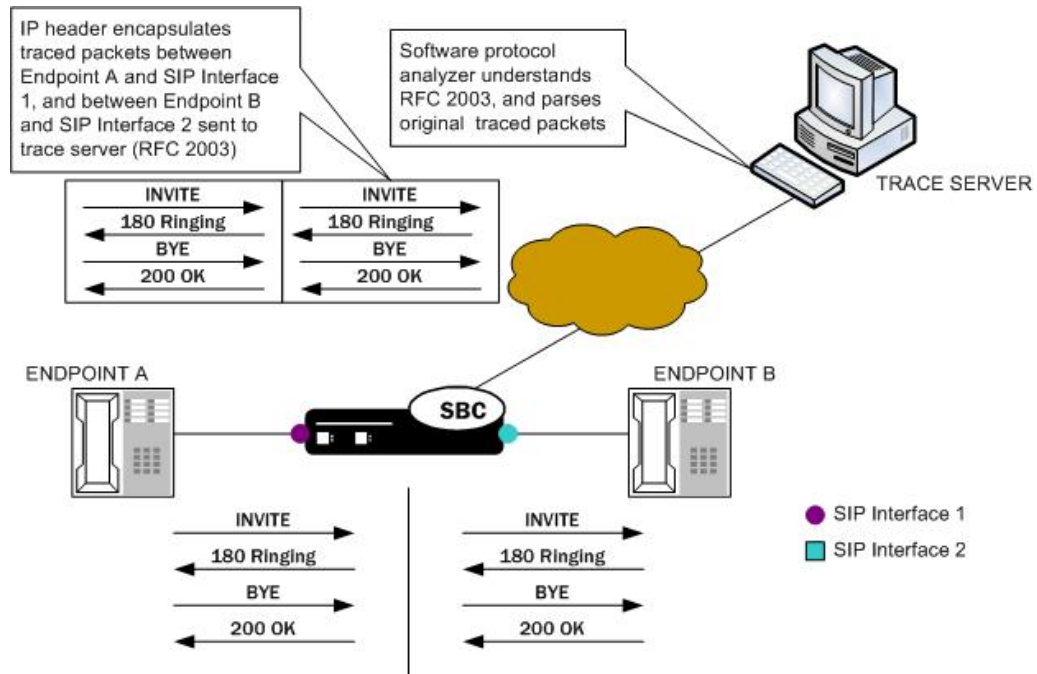 IP header encapsulates
traced packets between
Endpoint A and SIP Interface
1, and between Endpoint B
and SIP Interface 2 sent to
trace server (RFC 2003)
Software protocol
analyzer understands
RFC 2003, and parses
original traced packets
TRACE SERVER
INVITE
180 Ringing
BYE
200 OK
INVITE
180 Ringing
BYE
200 OK
ENDPOINT A
SBC
ENDPOINT B
INVITE
180 Ringing
BYE
200 OK
INVITE
180 Ringing
BYE
200 OK
SIP Interface 1
SIP Interface 2